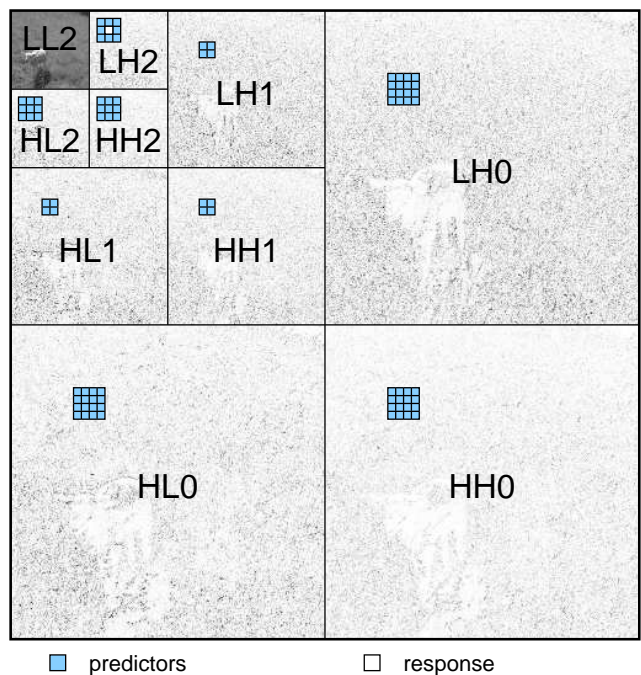 LL2
LH2
LH1
HL2
HH2
LH0
HL1
HH1
HL0
HH0
predictors
response